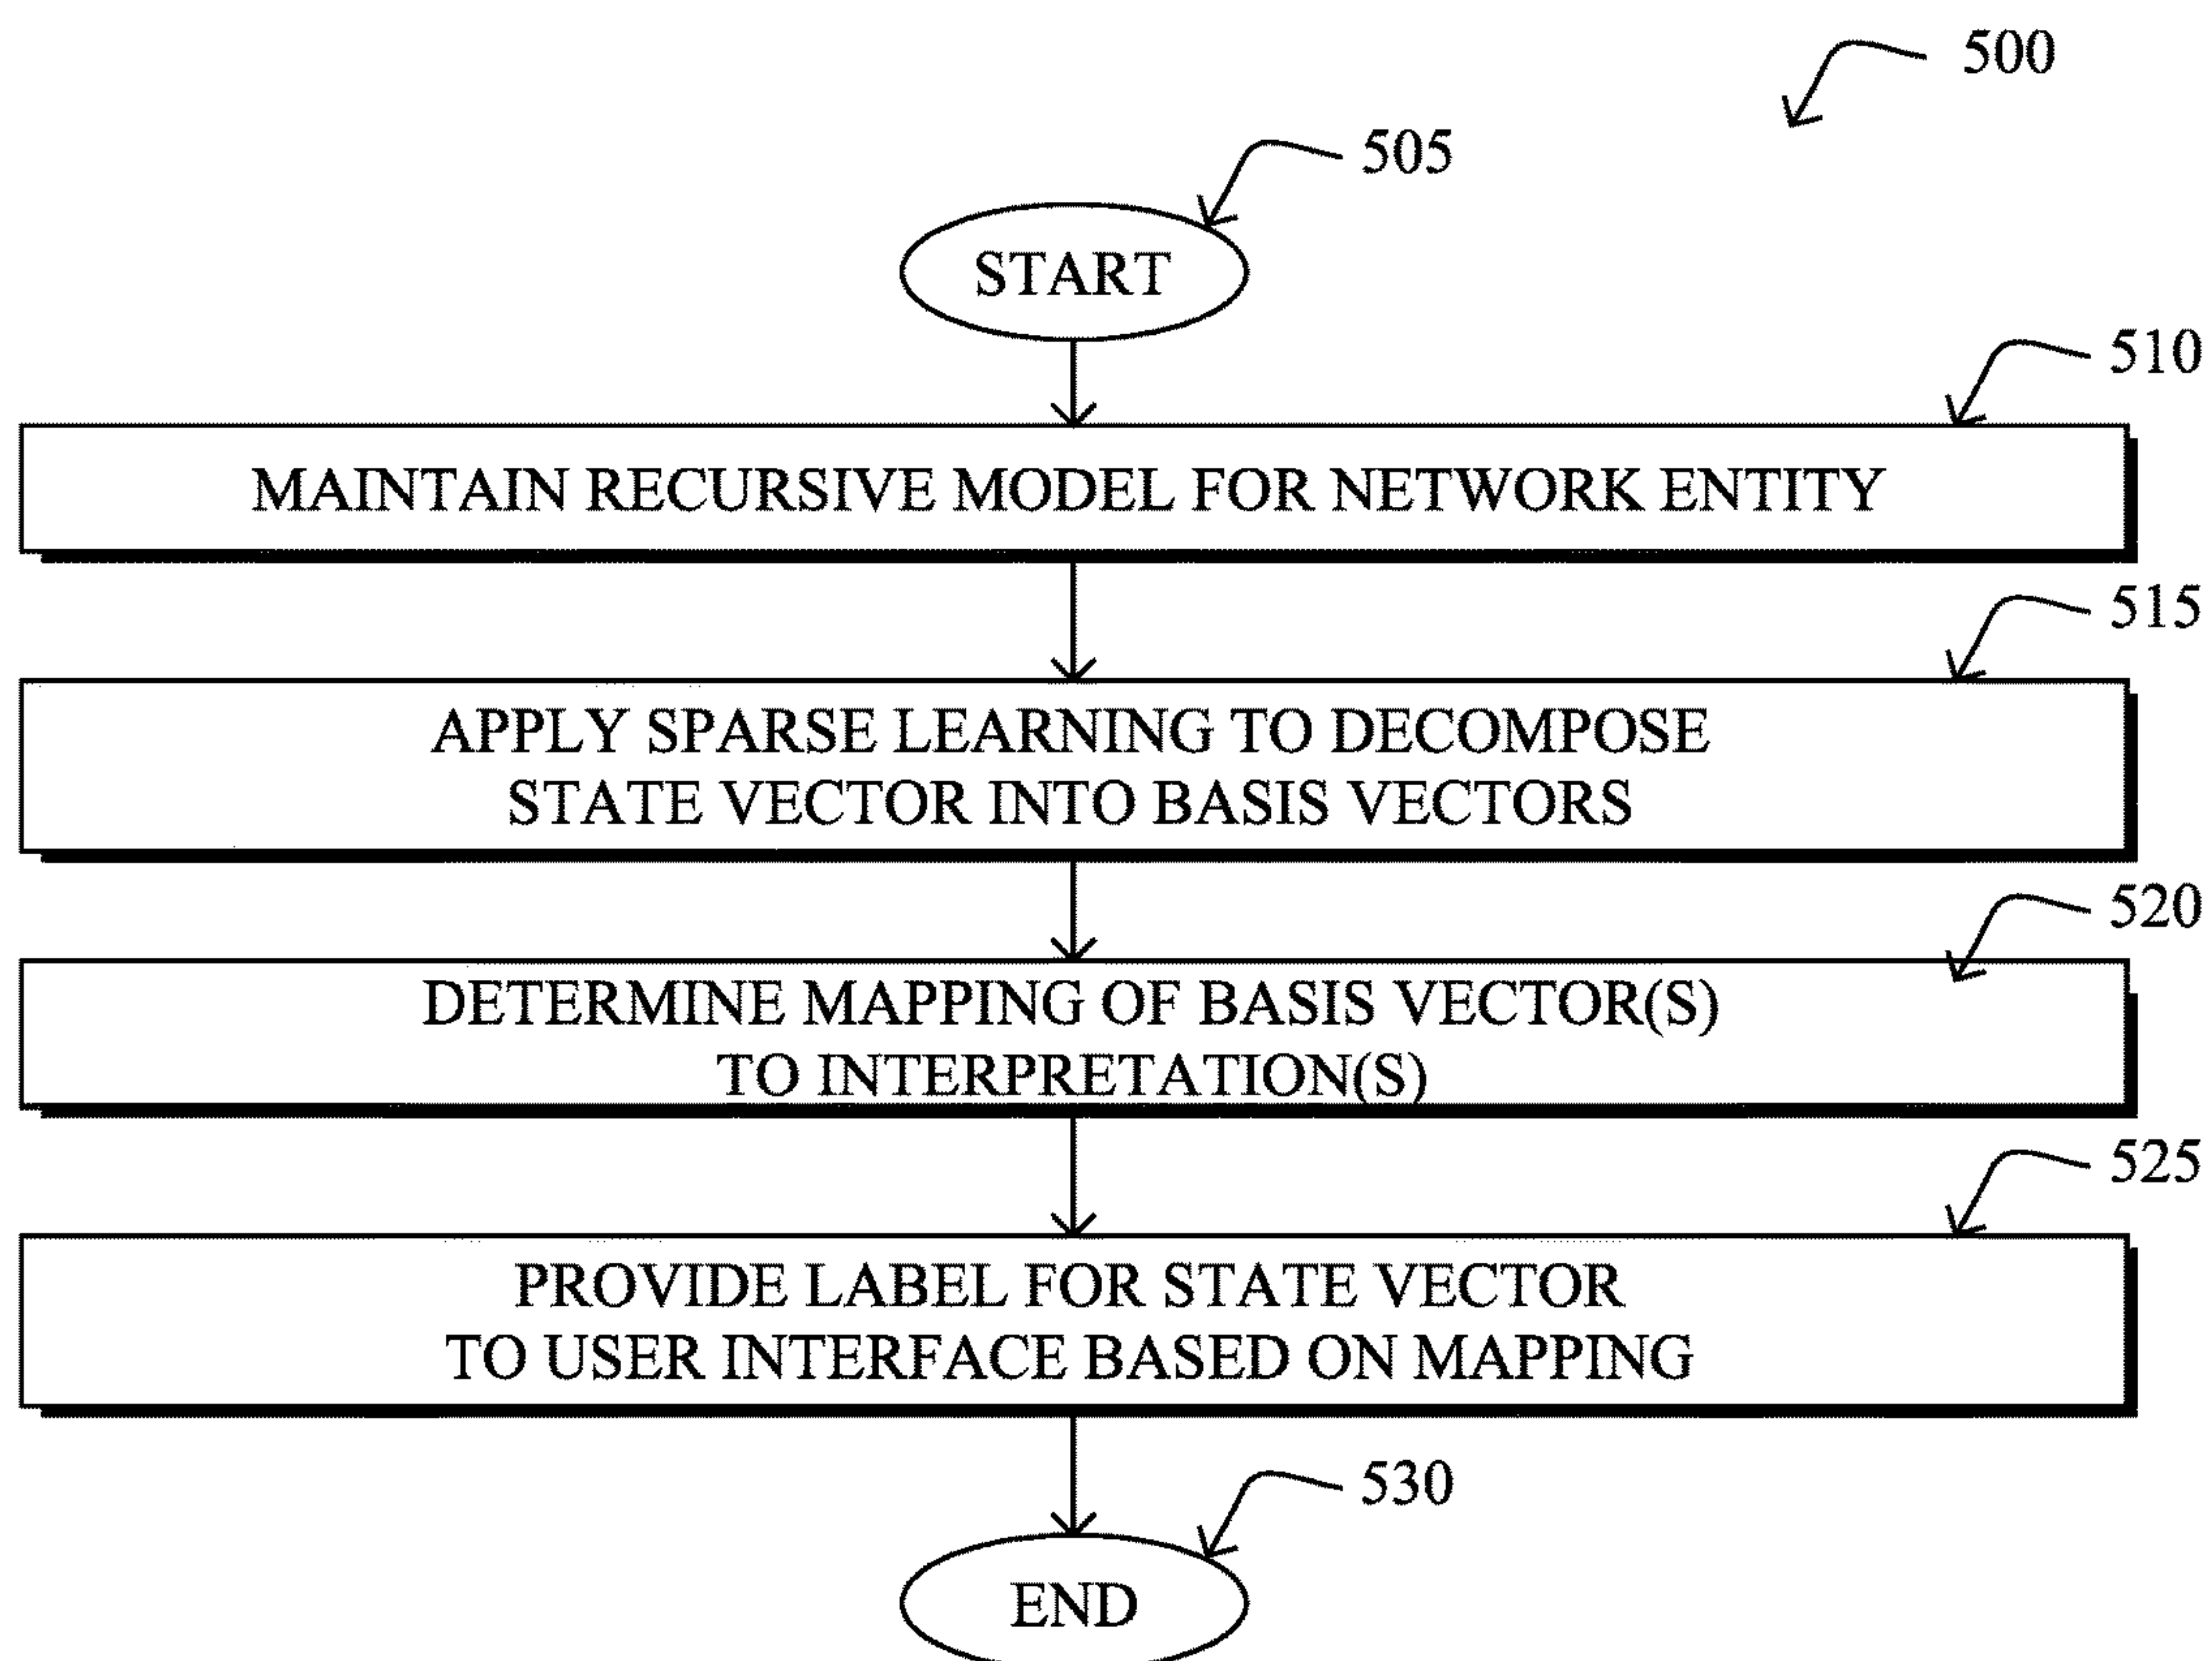 500
505
START
510
MAINTAIN RECURSIVE MODEL FOR NETWORK ENTITY
515
APPLY SPARSE LEARNING TO DECOMPOSE
STATE VECTOR INTO BASIS VECTORS
520
DETERMINE MAPPING OF BASIS VECTOR(S)
TO INTERPRETATION(S)
525
PROVIDE LABEL FOR STATE VECTOR
TO USER INTERFACE BASED ON MAPPING
530
END